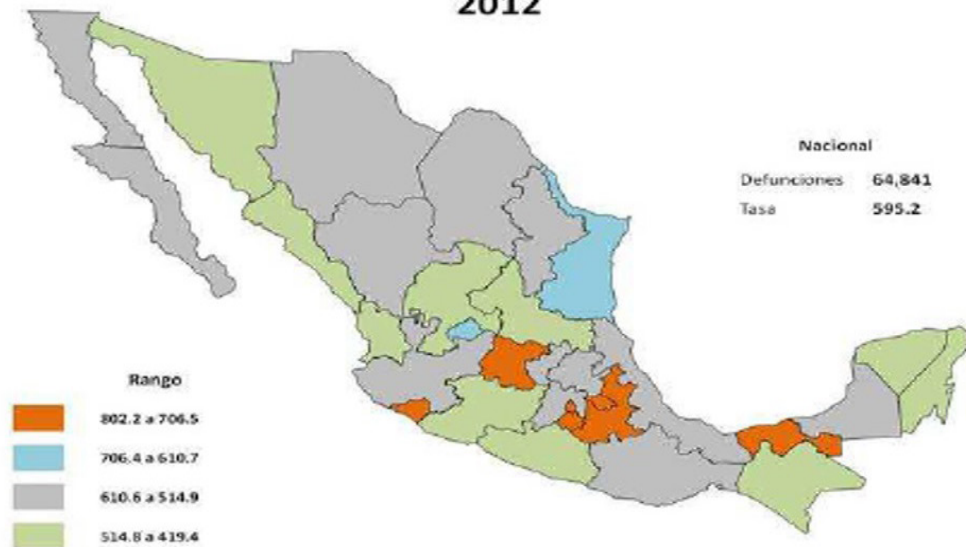 2012
Nacional
Defunciones 64,841
Tasa 595.2
Rango
802.2 a 706.5
706.4 a 610.7
610.6 a 514.9
514.8 a 419.4